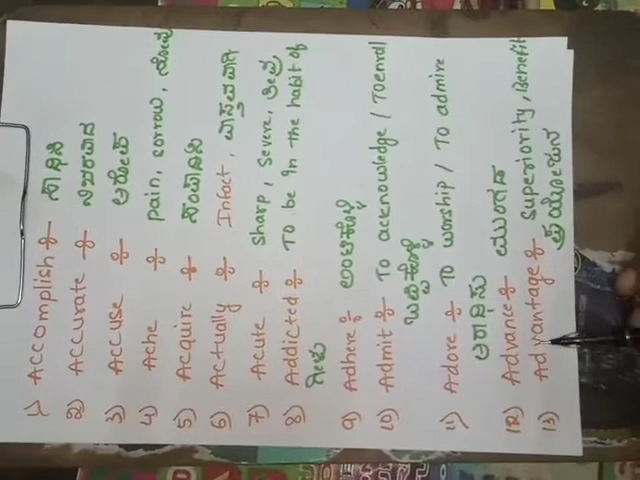 1) Accomplish :- ಸಾಧಿಸಿ
2) Accurate :- ನಿಖರವಾದ
3) Accuse :- ಆರೋಪ
4) Ache :- pain, sorrow, ನೋವು
5) Acquire :- ಸಂಪಾದಿಸು
6) Actually :- Infact, ವಾಸ್ತವವಾಗಿ
7) Acute :- sharp, severe, ತೀವ್ರ
8) Addicted :- To be in the habit of
ಗೀಳು
9) Adhere :- ಅಂಟಿಕೊಳ್ಳಿ
10) Admit :- To acknowledge / To enroll
ಒಪ್ಪಿಕೊಳ್ಳಿ
11) Adore :- To worship / To admire
ಆರಾಧಿಸು
12) Advance :- ಮುಂಗಡ
13) Advantage :- Superiority, Benefit
ಪ್ರಯೋಜನ